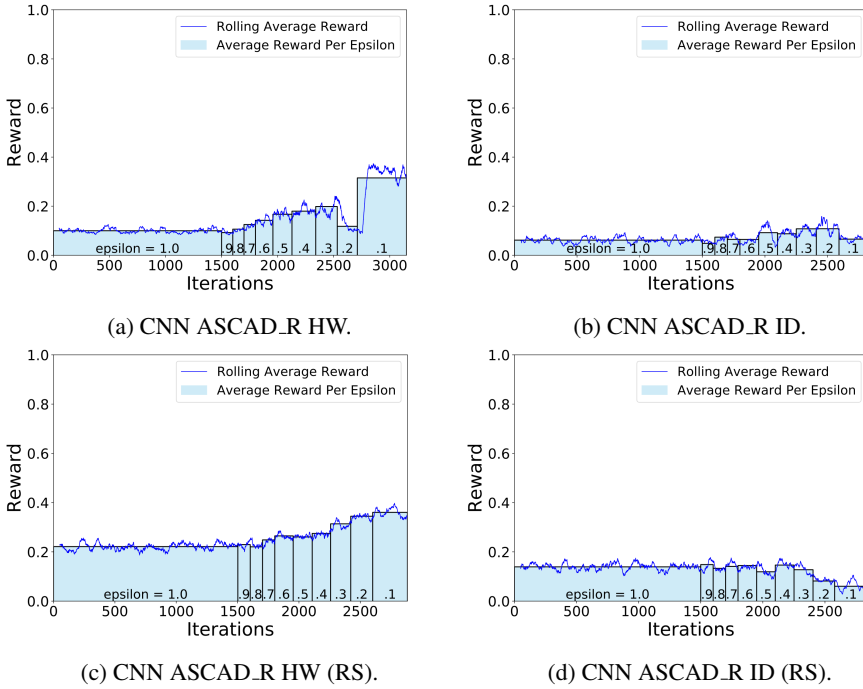 1.0
0.8
0.6
0.4
0.2
0.0
Reward
Rolling Average Reward
Average Reward Per Epsilon
epsilon = 1.0 .9 .8 .7 .6 .5 .4 .3 .2 .1
0 500 1000 1500 2000 2500 3000
Iterations
(a) CNN ASCAD_R HW.
1.0
0.8
0.6
0.4
0.2
0.0
Reward
Rolling Average Reward
Average Reward Per Epsilon
epsilon = 1.0 .9 .8 .7 .6 .5 .4 .3 .2 .1
0 500 1000 1500 2000 2500
Iterations
(b) CNN ASCAD_R ID.
1.0
0.8
0.6
0.4
0.2
0.0
Reward
Rolling Average Reward
Average Reward Per Epsilon
epsilon = 1.0 .9 .8 .7 .6 .5 .4 .3 .2 .1
0 500 1000 1500 2000 2500
Iterations
(c) CNN ASCAD_R HW (RS).
1.0
0.8
0.6
0.4
0.2
0.0
Reward
Rolling Average Reward
Average Reward Per Epsilon
epsilon = 1.0 .9 .8 .7 .6 .5 .4 .3 .2 .1
0 500 1000 1500 2000 2500
Iterations
(d) CNN ASCAD_R ID (RS).